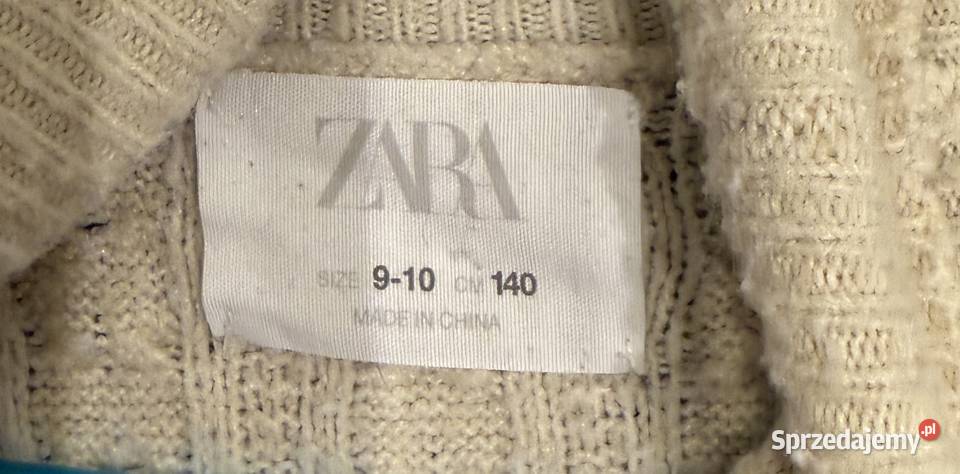 ZARA
SIZE 9-10 CM 140
MADE IN CHINA
Sprzedajemy.pl